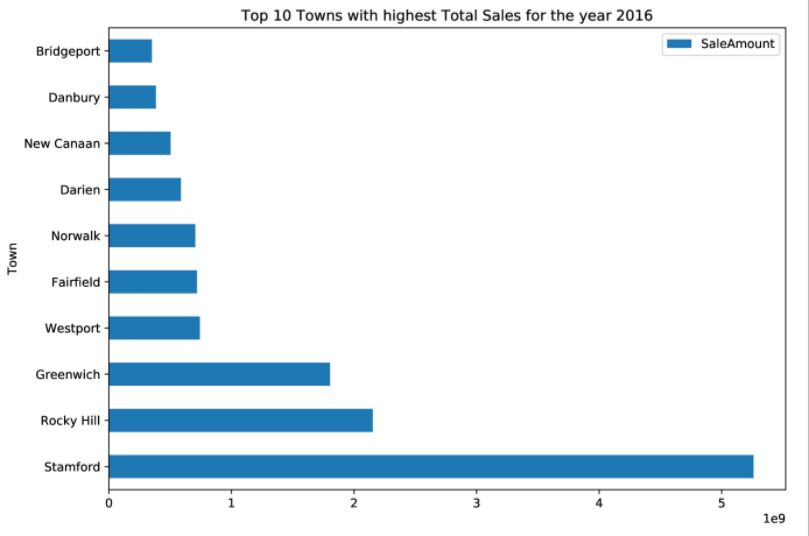 Top 10 Towns with highest Total Sales for the year 2016
SaleAmount
Town
Bridgeport
Danbury
New Canaan
Darien
Norwalk
Fairfield
Westport
Greenwich
Rocky Hill
Stamford
0 1 2 3 4 5
1e9